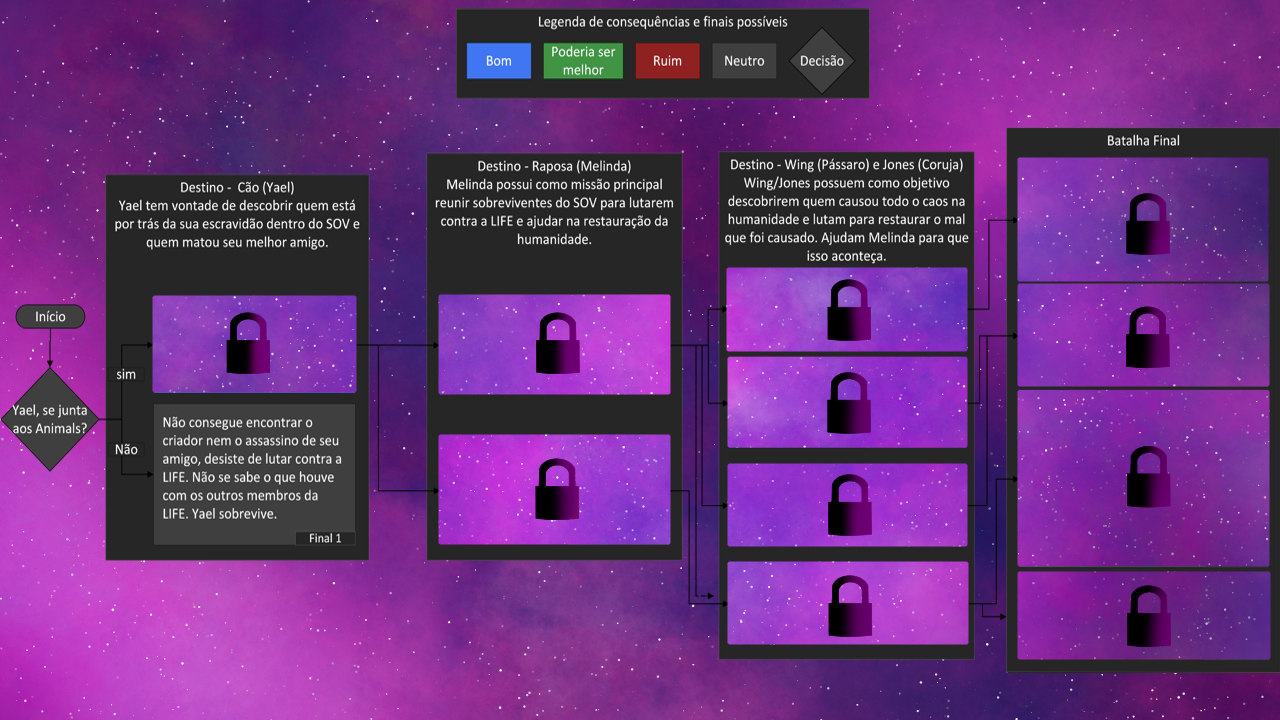 Legenda de consequências e finais possíveis
Bom
Poderia ser
melhor
Ruim
Neutro
Decisão
Início
Yael, se junta
aos Animals?
sim
Não
Destino -  Cão (Yael)
Yael tem vontade de descobrir quem está
por trás da sua escravidão dentro do SOV e
quem matou seu melhor amigo.
Não consegue encontrar o
criador nem o assassino de seu
amigo, desiste de lutar contra a
LIFE. Não se sabe o que houve
com os outros membros da
LIFE. Yael sobrevive.
Final 1
Destino - Raposa (Melinda)
Melinda possui como missão principal
reunir sobreviventes do SOV para lutarem
contra a LIFE e ajudar na restauração da
humanidade.
Destino - Wing (Pássaro) e Jones (Coruja)
Wing/Jones possuem como objetivo
descobrirem quem causou todo o caos na
humanidade e lutam para restaurar o mal
que foi causado. Ajudam Melinda para que
isso aconteça.
Batalha Final